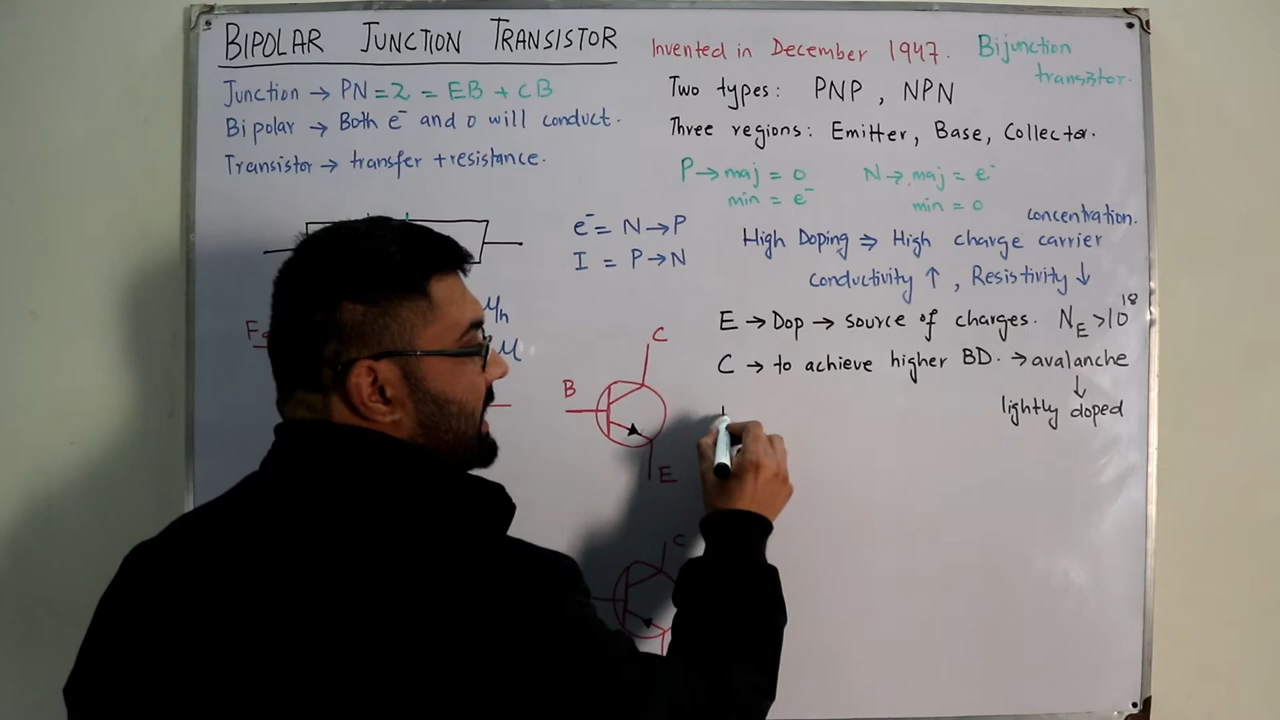 BIPOLAR JUNCTION TRANSISTOR
Invented in December 1947. Bijunction
transistor.
Junction → PN = 2 = EB + CB
Two types: PNP , NPN
Bipolar → Both e⁻ and o will conduct.
Three regions: Emitter, Base, Collector.
Transistor → transfer + resistance.
P → maj = o
min = e⁻
N → maj = e⁻
min = o
e⁻ = N → P
I = P → N
concentration.
High Doping ⇒ High charge carrier
Conductivity ↑ , Resistivity ↓
E → Dop → source of charges. N_E > 10¹⁸
C → to achieve higher BD. → avalanche
↓
lightly doped
μn
μ
C
B
E
C